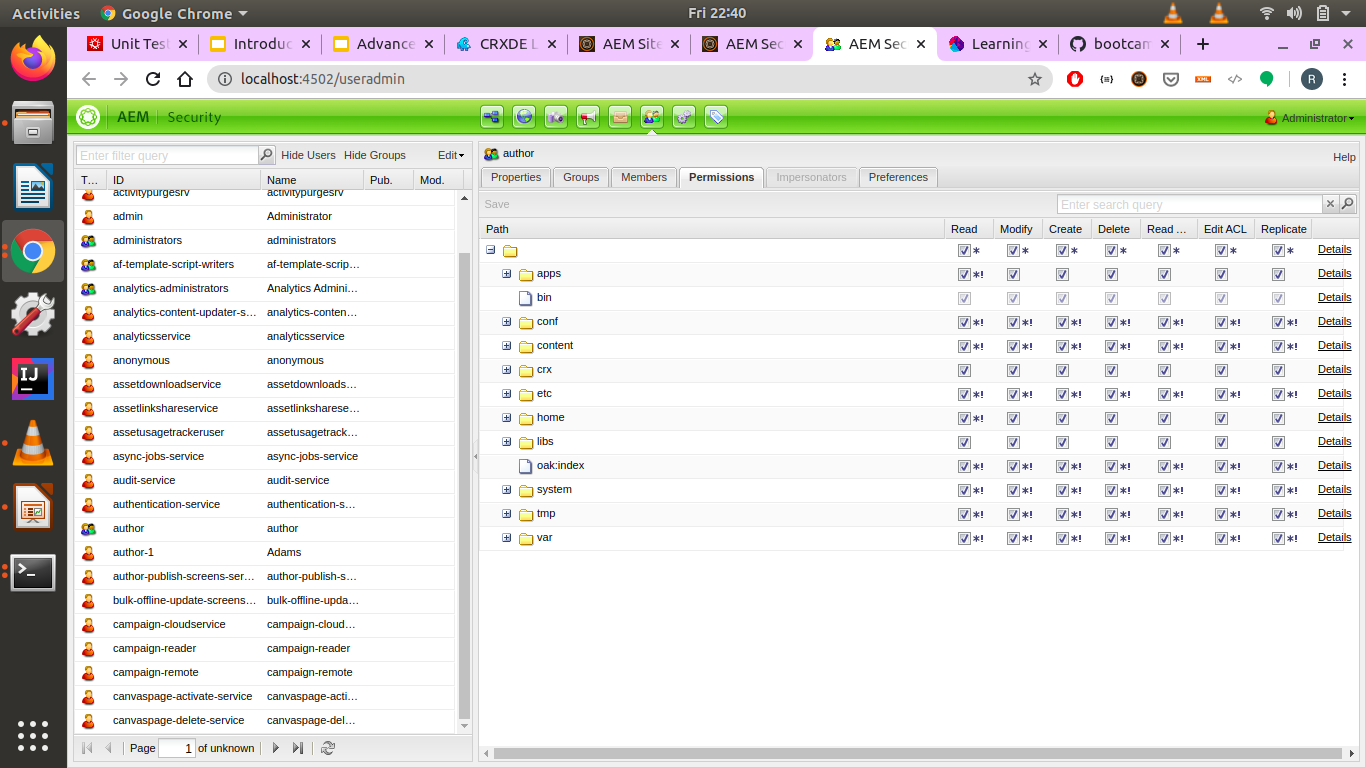 Activities Google Chrome Fri 22:40
Unit Tes Introduc Advance CRXDE L AEM Site AEM Sec AEM Sec Learning bootcam
localhost:4502/useradmin R
AEM Security Administrator
Enter filter query Hide Users Hide Groups Edit
T... ID Name Pub. Mod.
activitypurgesrv activitypurgesrv
admin Administrator
administrators administrators
af-template-script-writers af-template-scrip...
analytics-administrators Analytics Admini...
analytics-content-updater-s... analytics-conten...
analyticsservice analyticsservice
anonymous anonymous
assetdownloadservice assetdownloads...
assetlinkshareservice assetlinksharese...
assetusagetrackeruser assetusagetrack...
async-jobs-service async-jobs-service
audit-service audit-service
authentication-service authentication-s...
author author
author-1 Adams
author-publish-screens-ser... author-publish-s...
bulk-offline-update-screens... bulk-offline-upda...
campaign-cloudservice campaign-cloud...
campaign-reader campaign-reader
campaign-remote campaign-remote
canvaspage-activate-service canvaspage-acti...
canvaspage-delete-service canvaspage-del...
Page 1 of unknown
author
Help
Properties Groups Members Permissions Impersonators Preferences
Save Enter search query
Path Read Modify Create Delete Read ... Edit ACL Replicate
* * * * * * * Details
apps *! Details
bin Details
conf *! *! *! *! *! *! *! Details
content *! *! *! *! *! *! *! Details
crx Details
etc *! *! *! *! *! *! *! Details
home *! Details
libs Details
oak:index *! *! *! *! *! *! *! Details
system *! *! *! *! *! *! *! Details
tmp *! *! *! *! *! *! *! Details
var *! *! *! *! *! *! *! Details